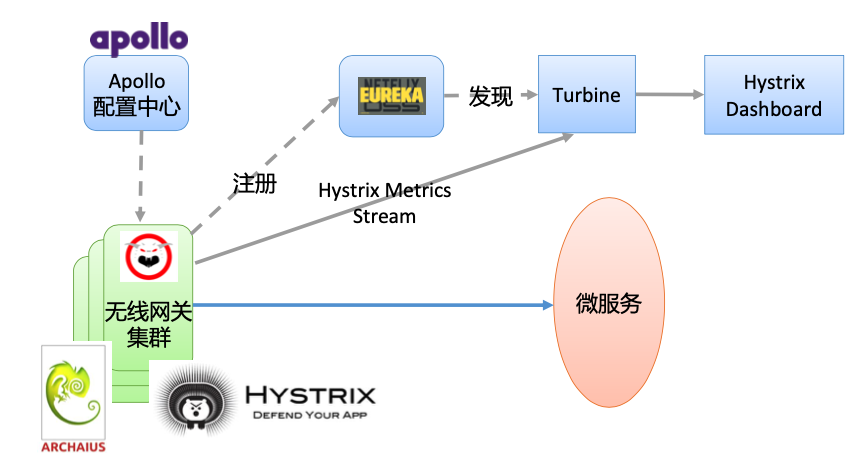 apollo
Apollo
配置中心
NETFLIX
EUREKA
OSS
发现
Turbine
Hystrix
Dashboard
注册
Hystrix Metrics
Stream
无线网关
集群
微服务
HYSTRIX
DEFEND YOUR APP
ARCHAIUS